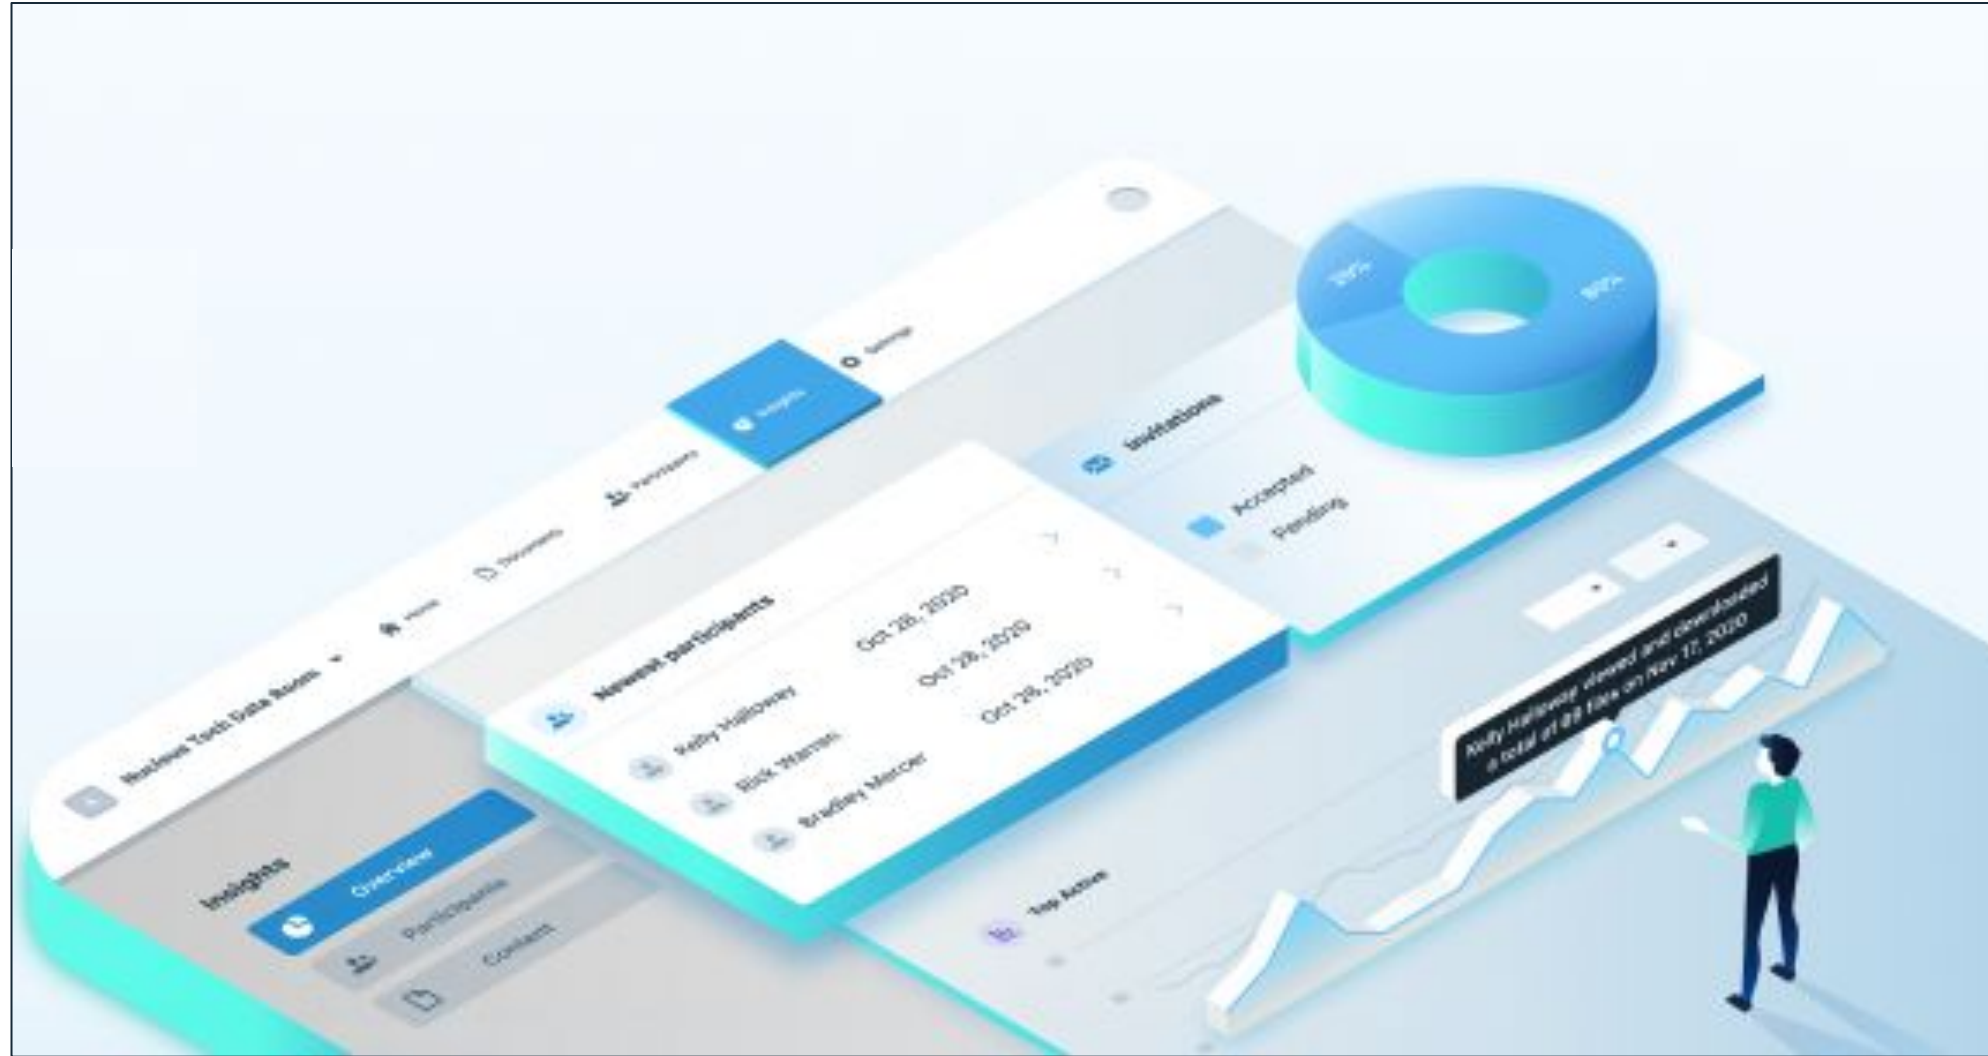 Nucleus Tech Data Room
Home
Documents
Participants
Insights
Settings
Insights
Overview
Participants
Content
Newest participants
Kelly Halloway Oct 28, 2020
Rick Warren Oct 28, 2020
Bradley Mercer Oct 28, 2020
Invitations
Accepted
Pending
20%
80%
Top Active
Kelly Halloway viewed and downloaded
a total of 89 files on Nov 17, 2020